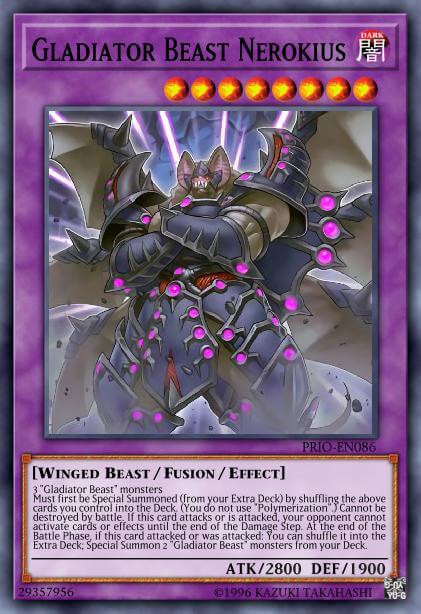 GLADIATOR BEAST NEROKIUS
DARK
闇
PRIO-EN086
[WINGED BEAST / FUSION / EFFECT]
3 "Gladiator Beast" monsters
Must first be Special Summoned (from your Extra Deck) by shuffling the above
cards you control into the Deck. (You do not use "Polymerization".) Cannot be
destroyed by battle. If this card attacks or is attacked, your opponent cannot
activate cards or effects until the end of the Damage Step. At the end of the
Battle Phase, if this card attacked or was attacked: You can shuffle it into the
Extra Deck; Special Summon 2 "Gladiator Beast" monsters from your Deck.
ATK/2800 DEF/1900
29357956
©1996 KAZUKI TAKAHASHI